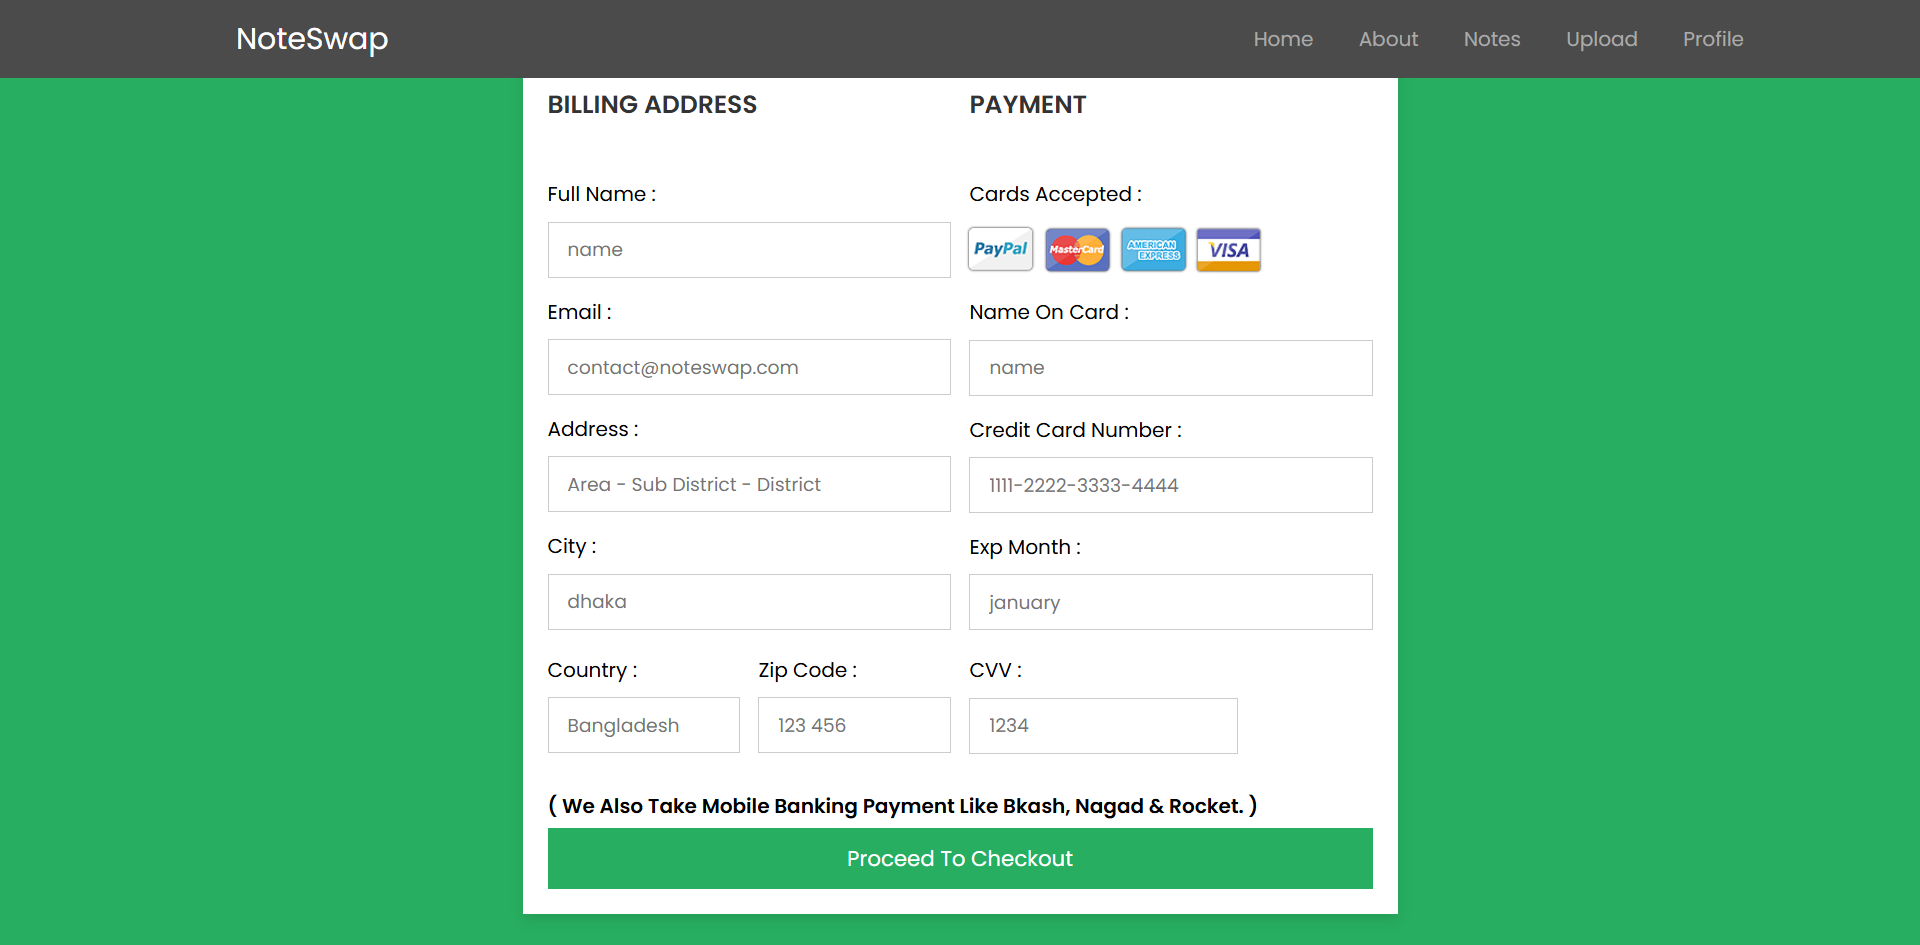 NoteSwap
Home About Notes Upload Profile
BILLING ADDRESS
Full Name :
name
Email :
contact@noteswap.com
Address :
Area - Sub District - District
City :
dhaka
Country :
Bangladesh
Zip Code :
123 456
PAYMENT
Cards Accepted :
PayPal MasterCard AMERICAN EXPRESS VISA
Name On Card :
name
Credit Card Number :
1111-2222-3333-4444
Exp Month :
january
CVV :
1234
( We Also Take Mobile Banking Payment Like Bkash, Nagad & Rocket. )
Proceed To Checkout